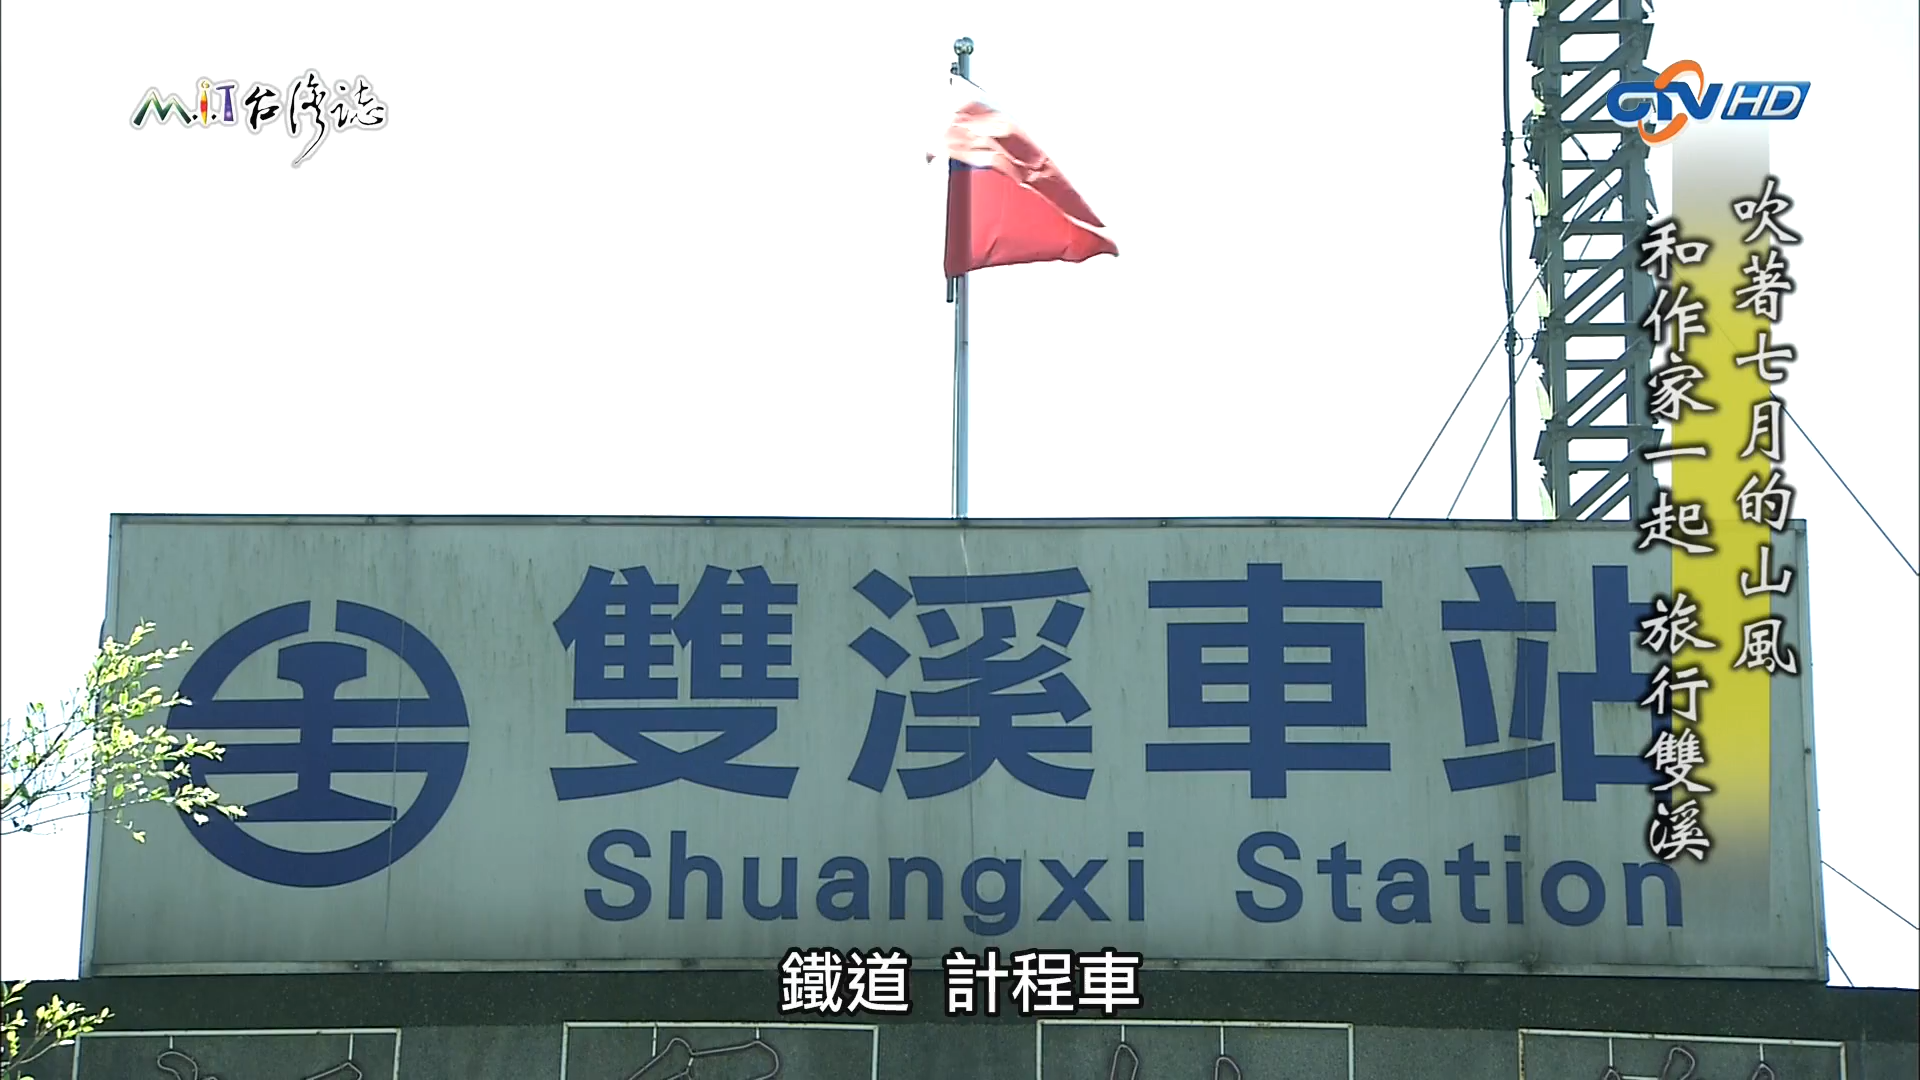 M.i.T台灣誌
CTV HD
吹著七月的山風
和作家一起 旅行雙溪
雙溪車站
Shuangxi Station
鐵道 計程車